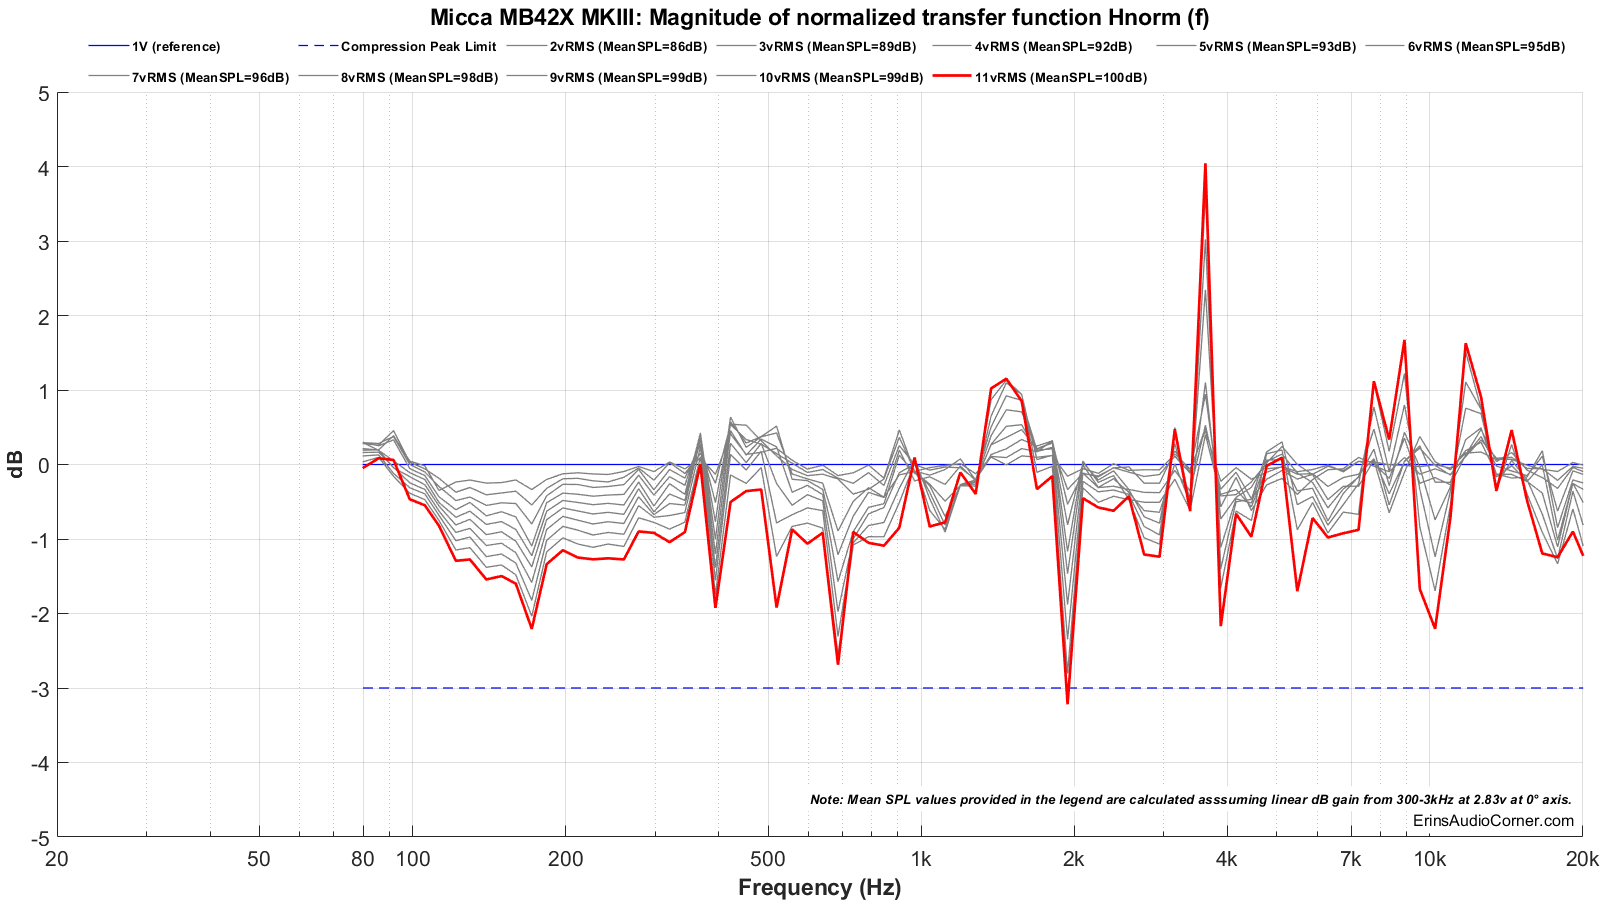 Micca MB42X MKIII: Magnitude of normalized transfer function Hnorm (f)
1V (reference) Compression Peak Limit 2vRMS (MeanSPL=86dB) 3vRMS (MeanSPL=89dB) 4vRMS (MeanSPL=92dB) 5vRMS (MeanSPL=93dB) 6vRMS (MeanSPL=95dB)
7vRMS (MeanSPL=96dB) 8vRMS (MeanSPL=98dB) 9vRMS (MeanSPL=99dB) 10vRMS (MeanSPL=99dB) 11vRMS (MeanSPL=100dB)
5
4
3
2
1
0
-1
-2
-3
-4
-5
dB
Note: Mean SPL values provided in the legend are calculated asssuming linear dB gain from 300-3kHz at 2.83v at 0° axis.
ErinsAudioCorner.com
20 50 80 100 200 500 1k 2k 4k 7k 10k 20k
Frequency (Hz)